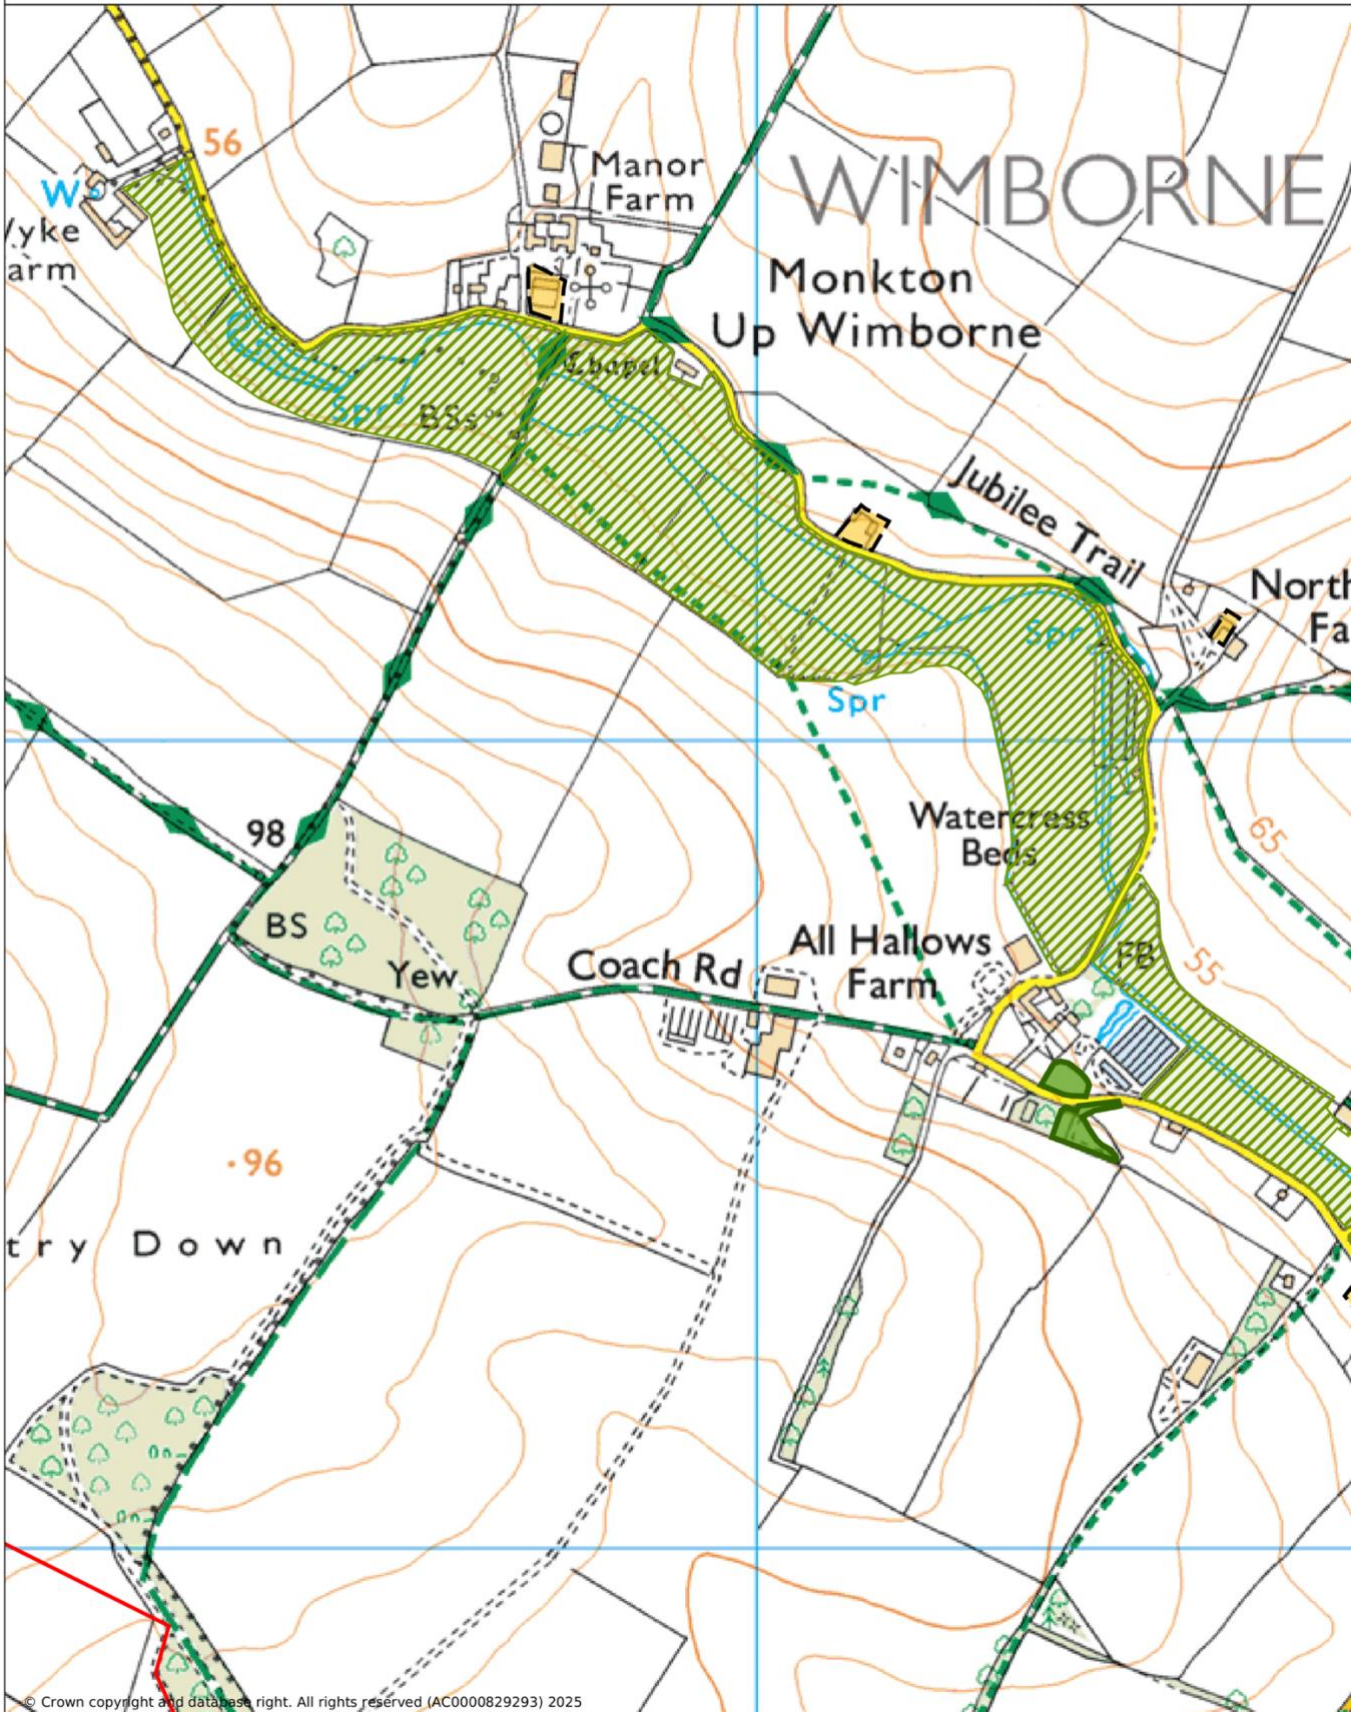 56
Manor
Farm
WIMBORNE
W
yke
arm
Monkton
Up Wimborne
Chapel
Spr
BSs
Jubilee Trail
North
Fa
Spr
Spr
98
Watercress
Beds
65
BS
Yew
Coach Rd
All Hallows
Farm
FB
55
96
try Down
© Crown copyright and database right. All rights reserved (AC0000829293) 2025